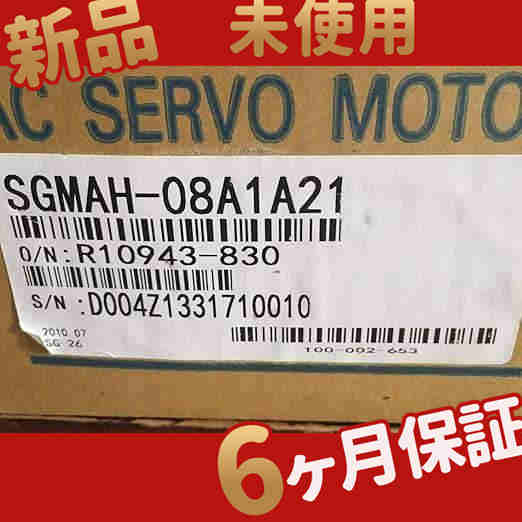 新品 未使用
AC SERVO MOTO
SGMAH-08A1A21
O/N:R10943-830
S/N:D004Z1331710010
2010.07
SG 26
100-002-653
6ヶ月保証